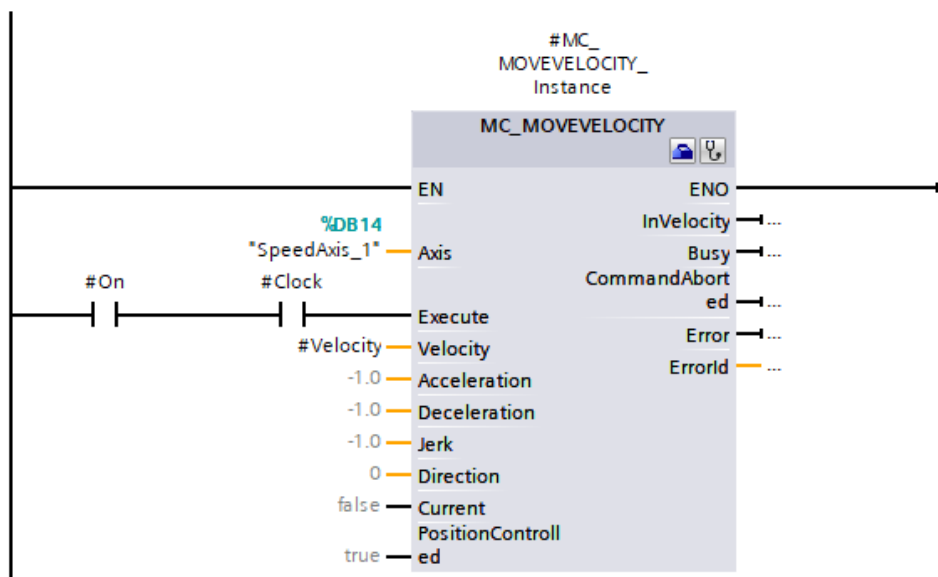 #MC_
MOVEVELOCITY_
Instance
MC_MOVEVELOCITY
EN
ENO
%DB14
"SpeedAxis_1"
Axis
InVelocity
...
Busy
...
CommandAbort
ed
...
#On
#Clock
Execute
Error
...
#Velocity
Velocity
ErrorId
...
-1.0
Acceleration
-1.0
Deceleration
-1.0
Jerk
0
Direction
false
Current
PositionControll
true
ed